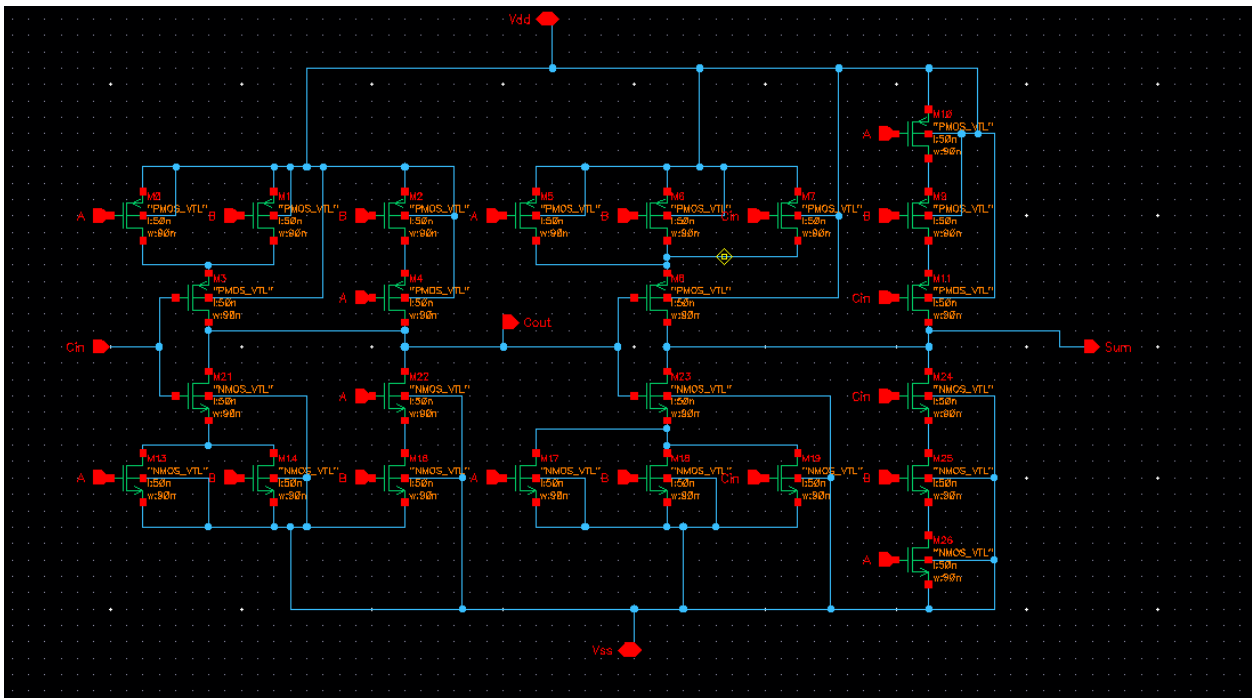 Vdd
M10
A "PMOS_VTL"
l:50n
w:90n
M0 M1 M2 M5 M6 M7 M9
"PMOS_VTL" "PMOS_VTL" "PMOS_VTL" "PMOS_VTL" "PMOS_VTL" "PMOS_VTL" "PMOS_VTL"
A l:50n B l:50n B l:50n A l:50n B l:50n Cin l:50n B l:50n
w:90n w:90n w:90n w:90n w:90n w:90n w:90n
M3 M4 M11
"PMOS_VTL" "PMOS_VTL" "PMOS_VTL" "PMOS_VTL"
l:50n A l:50n l:50n Cin l:50n
w:90n w:90n w:90n w:90n
Cout
Cin Sum
M21 M22 M23 M24
"NMOS_VTL" "NMOS_VTL" "NMOS_VTL" "NMOS_VTL"
l:50n A l:50n l:50n Cin l:50n
w:90n w:90n w:90n w:90n
M13 M14 M17 M18 M19 M25
"NMOS_VTL" "NMOS_VTL" "NMOS_VTL" "NMOS_VTL" "NMOS_VTL" "NMOS_VTL" "NMOS_VTL"
A l:50n B l:50n B l:50n A l:50n B l:50n Cin l:50n B l:50n
w:90n w:90n w:90n w:90n w:90n w:90n w:90n
M26
"NMOS_VTL"
A l:50n
w:90n
Vss